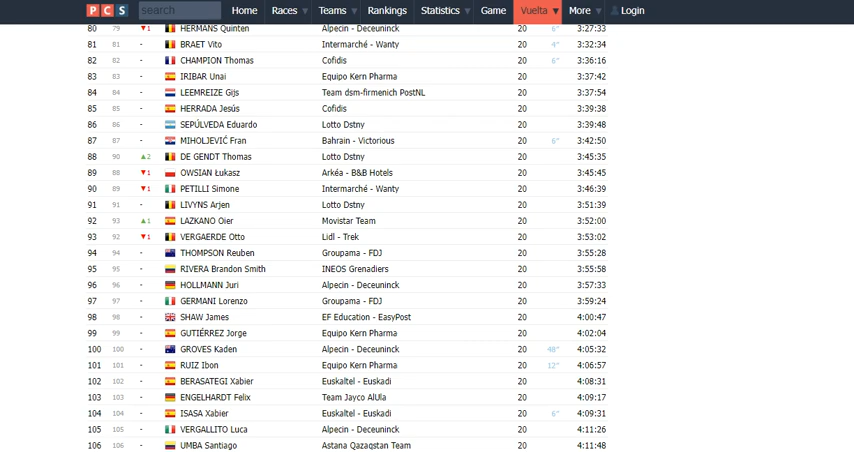 P C S search Home Races ▼ Teams ▼ Rankings Statistics ▼ Game Vuelta ▼ More ▼ Login
80 79 ▼1 HERMANS Quinten Alpecin - Deceuninck 20 6" 3:27:33
81 81 - BRAET Vito Intermarché - Wanty 20 4" 3:32:34
82 82 - CHAMPION Thomas Cofidis 20 6" 3:36:16
83 83 - IRIBAR Unai Equipo Kern Pharma 20 3:37:42
84 84 - LEEMREIZE Gijs Team dsm-firmenich PostNL 20 3:37:54
85 85 - HERRADA Jesús Cofidis 20 3:39:38
86 86 - SEPÚLVEDA Eduardo Lotto Dstny 20 3:39:48
87 87 - MIHOLJEVIĆ Fran Bahrain - Victorious 20 6" 3:42:50
88 90 ▲2 DE GENDT Thomas Lotto Dstny 20 3:45:35
89 88 ▼1 OWSIAN Łukasz Arkéa - B&B Hotels 20 3:45:45
90 89 ▼1 PETILLI Simone Intermarché - Wanty 20 3:46:39
91 91 - LIVYNS Arjen Lotto Dstny 20 3:51:39
92 93 ▲1 LAZKANO Oier Movistar Team 20 3:52:00
93 92 ▼1 VERGAERDE Otto Lidl - Trek 20 3:53:02
94 94 - THOMPSON Reuben Groupama - FDJ 20 3:55:28
95 95 - RIVERA Brandon Smith INEOS Grenadiers 20 3:55:58
96 96 - HOLLMANN Juri Alpecin - Deceuninck 20 3:57:33
97 97 - GERMANI Lorenzo Groupama - FDJ 20 3:59:24
98 98 - SHAW James EF Education - EasyPost 20 4:00:47
99 99 - GUTIÉRREZ Jorge Equipo Kern Pharma 20 4:02:04
100 100 - GROVES Kaden Alpecin - Deceuninck 20 48" 4:05:32
101 101 - RUIZ Ibon Equipo Kern Pharma 20 12" 4:06:57
102 102 - BERASATEGI Xabier Euskaltel - Euskadi 20 4:08:31
103 103 - ENGELHARDT Felix Team Jayco AlUla 20 4:09:17
104 104 - ISASA Xabier Euskaltel - Euskadi 20 6" 4:09:31
105 105 - VERGALLITO Luca Alpecin - Deceuninck 20 4:11:26
106 106 - UMBA Santiago Astana Qazaqstan Team 20 4:11:48